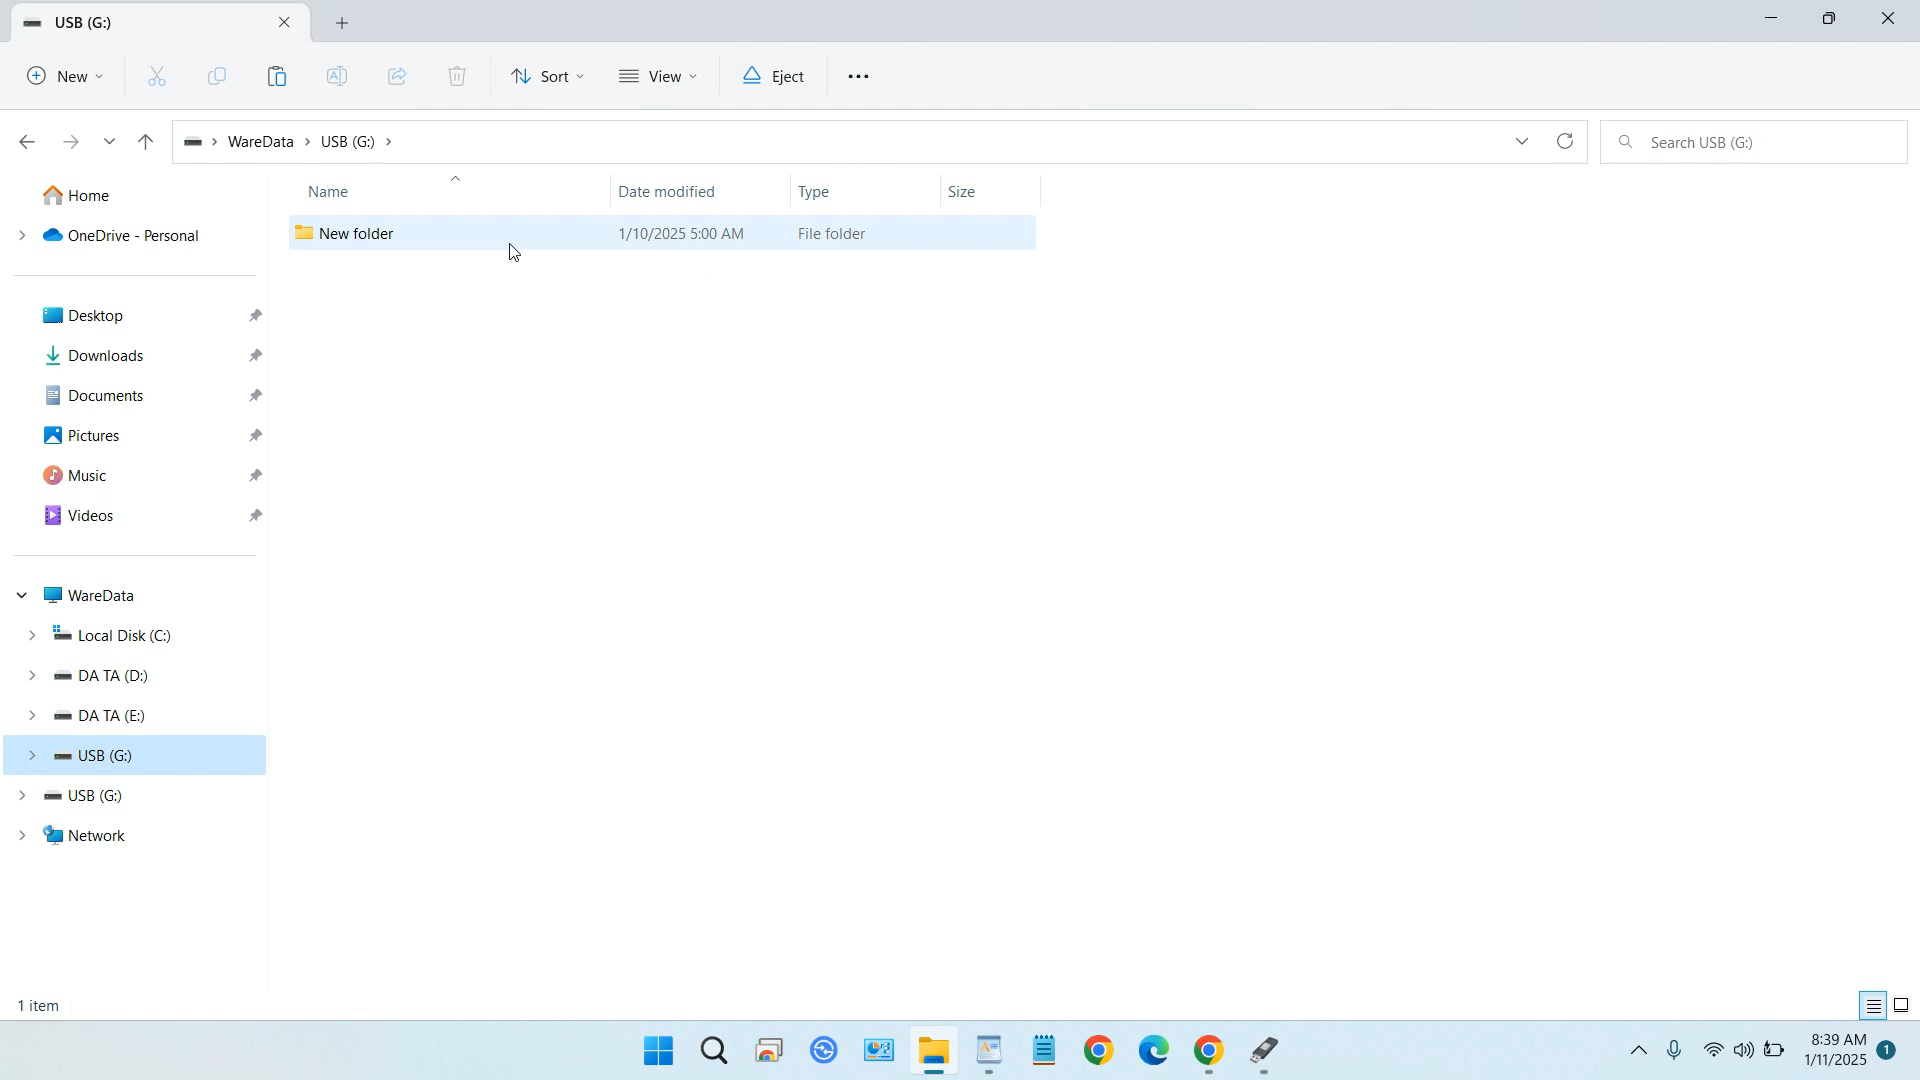 USB (G:)
New
Sort
View
Eject
WareData
USB (G:)
Search USB (G:)
Home
OneDrive - Personal
Desktop
Downloads
Documents
Pictures
Music
Videos
WareData
Local Disk (C:)
DA TA (D:)
DA TA (E:)
USB (G:)
USB (G:)
Network
Name Date modified Type Size
New folder 1/10/2025 5:00 AM File folder
1 item
8:39 AM
1/11/2025
1